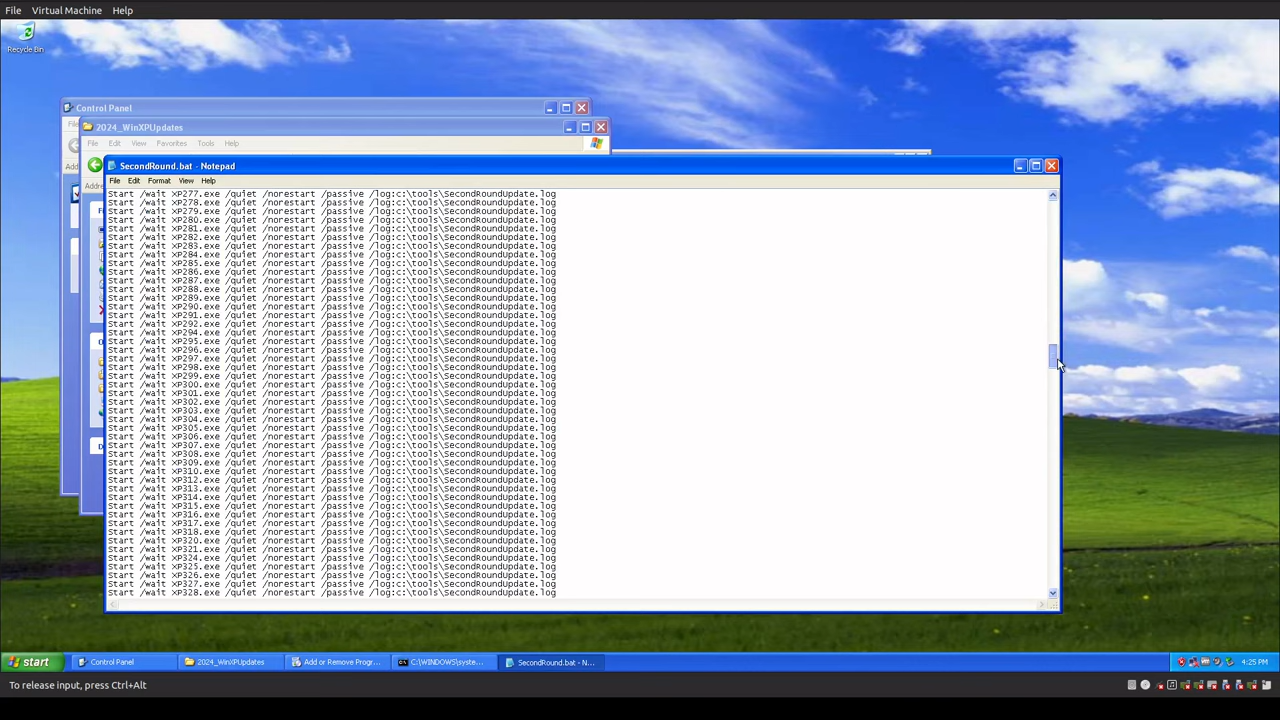 File Virtual Machine Help
Recycle Bin
Control Panel
2024_WinXPUpdates
File Edit View Favorites Tools Help
SecondRound.bat - Notepad
File Edit Format View Help
Start /wait XP277.exe /quiet /norestart /passive /log:c:\tools\SecondRoundUpdate.log
Start /wait XP278.exe /quiet /norestart /passive /log:c:\tools\SecondRoundUpdate.log
Start /wait XP279.exe /quiet /norestart /passive /log:c:\tools\SecondRoundUpdate.log
Start /wait XP280.exe /quiet /norestart /passive /log:c:\tools\SecondRoundUpdate.log
Start /wait XP281.exe /quiet /norestart /passive /log:c:\tools\SecondRoundUpdate.log
Start /wait XP282.exe /quiet /norestart /passive /log:c:\tools\SecondRoundUpdate.log
Start /wait XP283.exe /quiet /norestart /passive /log:c:\tools\SecondRoundUpdate.log
Start /wait XP284.exe /quiet /norestart /passive /log:c:\tools\SecondRoundUpdate.log
Start /wait XP285.exe /quiet /norestart /passive /log:c:\tools\SecondRoundUpdate.log
Start /wait XP286.exe /quiet /norestart /passive /log:c:\tools\SecondRoundUpdate.log
Start /wait XP287.exe /quiet /norestart /passive /log:c:\tools\SecondRoundUpdate.log
Start /wait XP288.exe /quiet /norestart /passive /log:c:\tools\SecondRoundUpdate.log
Start /wait XP289.exe /quiet /norestart /passive /log:c:\tools\SecondRoundUpdate.log
Start /wait XP290.exe /quiet /norestart /passive /log:c:\tools\SecondRoundUpdate.log
Start /wait XP291.exe /quiet /norestart /passive /log:c:\tools\SecondRoundUpdate.log
Start /wait XP292.exe /quiet /norestart /passive /log:c:\tools\SecondRoundUpdate.log
Start /wait XP294.exe /quiet /norestart /passive /log:c:\tools\SecondRoundUpdate.log
Start /wait XP295.exe /quiet /norestart /passive /log:c:\tools\SecondRoundUpdate.log
Start /wait XP296.exe /quiet /norestart /passive /log:c:\tools\SecondRoundUpdate.log
Start /wait XP297.exe /quiet /norestart /passive /log:c:\tools\SecondRoundUpdate.log
Start /wait XP298.exe /quiet /norestart /passive /log:c:\tools\SecondRoundUpdate.log
Start /wait XP299.exe /quiet /norestart /passive /log:c:\tools\SecondRoundUpdate.log
Start /wait XP300.exe /quiet /norestart /passive /log:c:\tools\SecondRoundUpdate.log
Start /wait XP301.exe /quiet /norestart /passive /log:c:\tools\SecondRoundUpdate.log
Start /wait XP302.exe /quiet /norestart /passive /log:c:\tools\SecondRoundUpdate.log
Start /wait XP303.exe /quiet /norestart /passive /log:c:\tools\SecondRoundUpdate.log
Start /wait XP304.exe /quiet /norestart /passive /log:c:\tools\SecondRoundUpdate.log
Start /wait XP305.exe /quiet /norestart /passive /log:c:\tools\SecondRoundUpdate.log
Start /wait XP306.exe /quiet /norestart /passive /log:c:\tools\SecondRoundUpdate.log
Start /wait XP307.exe /quiet /norestart /passive /log:c:\tools\SecondRoundUpdate.log
Start /wait XP308.exe /quiet /norestart /passive /log:c:\tools\SecondRoundUpdate.log
Start /wait XP309.exe /quiet /norestart /passive /log:c:\tools\SecondRoundUpdate.log
Start /wait XP310.exe /quiet /norestart /passive /log:c:\tools\SecondRoundUpdate.log
Start /wait XP312.exe /quiet /norestart /passive /log:c:\tools\SecondRoundUpdate.log
Start /wait XP313.exe /quiet /norestart /passive /log:c:\tools\SecondRoundUpdate.log
Start /wait XP314.exe /quiet /norestart /passive /log:c:\tools\SecondRoundUpdate.log
Start /wait XP315.exe /quiet /norestart /passive /log:c:\tools\SecondRoundUpdate.log
Start /wait XP316.exe /quiet /norestart /passive /log:c:\tools\SecondRoundUpdate.log
Start /wait XP317.exe /quiet /norestart /passive /log:c:\tools\SecondRoundUpdate.log
Start /wait XP318.exe /quiet /norestart /passive /log:c:\tools\SecondRoundUpdate.log
Start /wait XP320.exe /quiet /norestart /passive /log:c:\tools\SecondRoundUpdate.log
Start /wait XP321.exe /quiet /norestart /passive /log:c:\tools\SecondRoundUpdate.log
Start /wait XP324.exe /quiet /norestart /passive /log:c:\tools\SecondRoundUpdate.log
Start /wait XP325.exe /quiet /norestart /passive /log:c:\tools\SecondRoundUpdate.log
Start /wait XP326.exe /quiet /norestart /passive /log:c:\tools\SecondRoundUpdate.log
Start /wait XP327.exe /quiet /norestart /passive /log:c:\tools\SecondRoundUpdate.log
Start /wait XP328.exe /quiet /norestart /passive /log:c:\tools\SecondRoundUpdate.log
start Control Panel 2024_WinXPUpdates Add or Remove Progr... C:\WINDOWS\syste... SecondRound.bat - N... 4:25 PM
To release input, press Ctrl+Alt